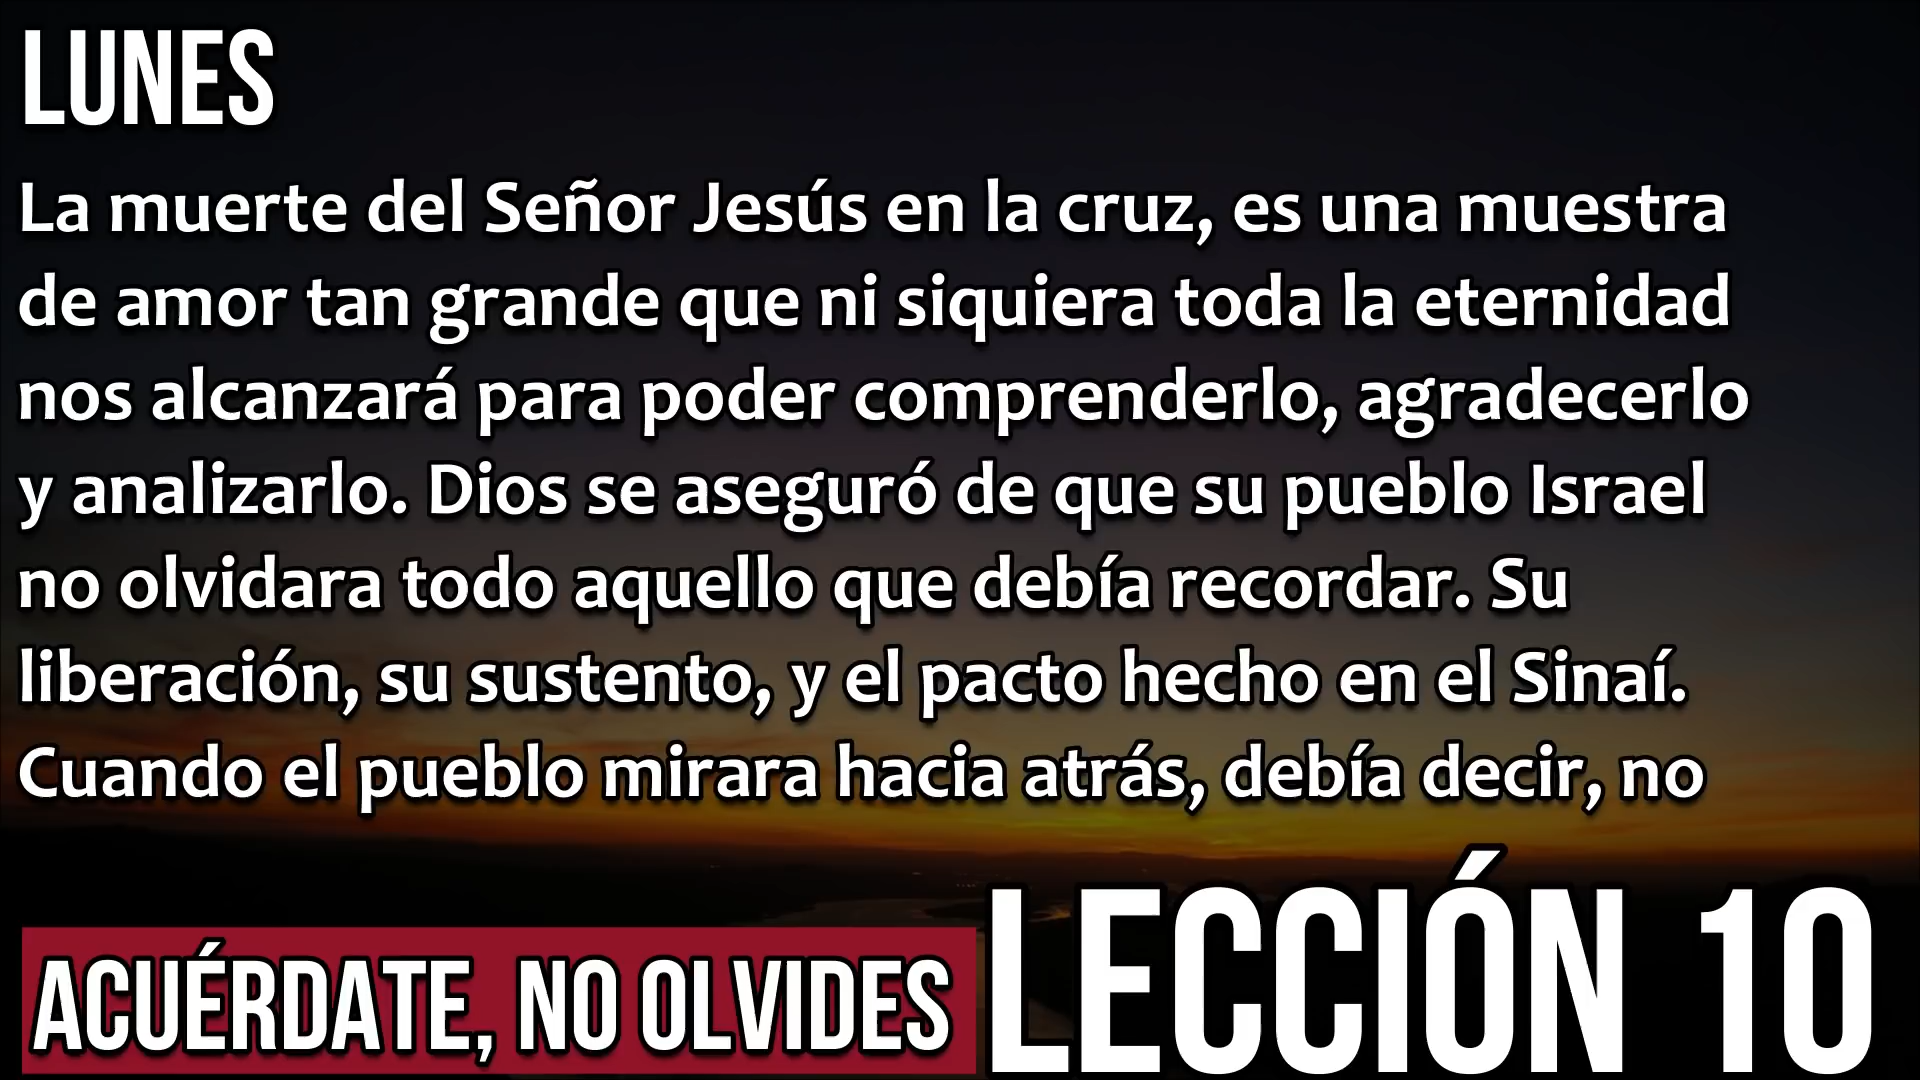 LUNES
La muerte del Señor Jesús en la cruz, es una muestra
de amor tan grande que ni siquiera toda la eternidad
nos alcanzará para poder comprenderlo, agradecerlo
y analizarlo. Dios se aseguró de que su pueblo Israel
no olvidara todo aquello que debía recordar. Su
liberación, su sustento, y el pacto hecho en el Sinaí.
Cuando el pueblo mirara hacia atrás, debía decir, no
ACUÉRDATE, NO OLVIDES
LECCIÓN 10